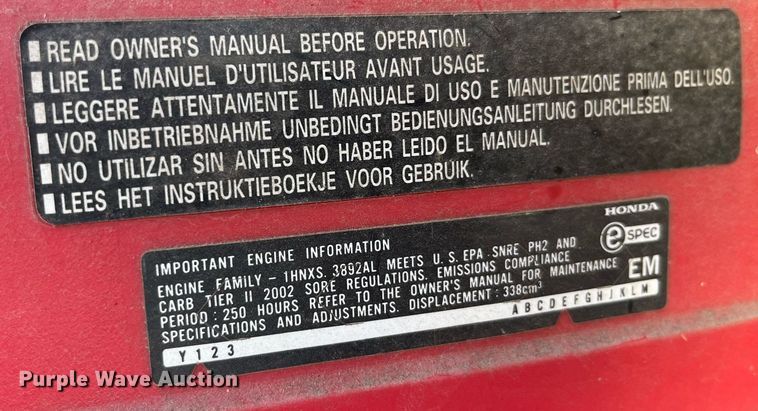 READ OWNER'S MANUAL BEFORE OPERATION.
LIRE LE MANUEL D'UTILISATEUR AVANT USAGE.
LEGGERE ATTENTAMENTE IL MANUALE DI USO E MANUTENZIONE PRIMA DELL'USO.
VOR INBETRIEBNAHME UNBEDINGT BEDIENUNGSANLEITUNG DURCHLESEN.
NO UTILIZAR SIN ANTES NO HABER LEIDO EL MANUAL.
LEES HET INSTRUKTIEBOEKJE VOOR GEBRUIK.
HONDA
e SPEC
EM
IMPORTANT ENGINE INFORMATION
ENGINE FAMILY - 1HNXS. 3892AL MEETS U.S. EPA SNRE PH2 AND
CARB TIER II 2002 SORE REGULATIONS. EMISSIONS COMPLIANCE
PERIOD : 250 HOURS REFER TO THE OWNER'S MANUAL FOR MAINTENANCE
SPECIFICATIONS AND ADJUSTMENTS. DISPLACEMENT : 338cm³
Y 1 2 3 A B C D E F G H J K L M
Purple Wave Auction